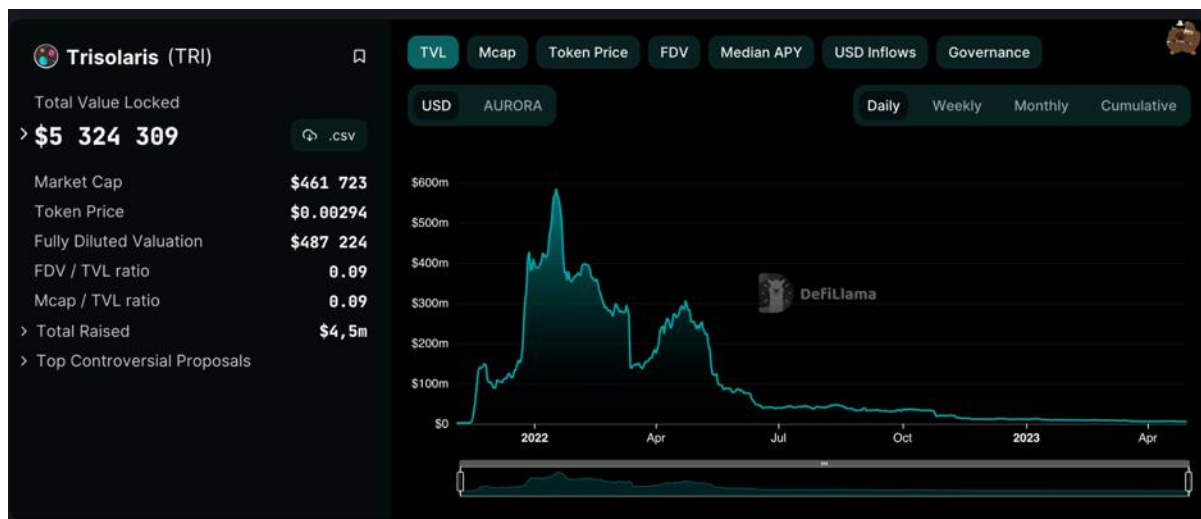 Trisolaris (TRI)
Total Value Locked
$5 324 309
.csv
Market Cap $461 723
Token Price $0.00294
Fully Diluted Valuation $487 224
FDV / TVL ratio 0.09
Mcap / TVL ratio 0.09
Total Raised $4,5m
Top Controversial Proposals
TVL Mcap Token Price FDV Median APY USD Inflows Governance
USD AURORA Daily Weekly Monthly Cumulative
$600m
$500m
$400m
$300m
$200m
$100m
$0
DefiLlama
2022 Apr Jul Oct 2023 Apr